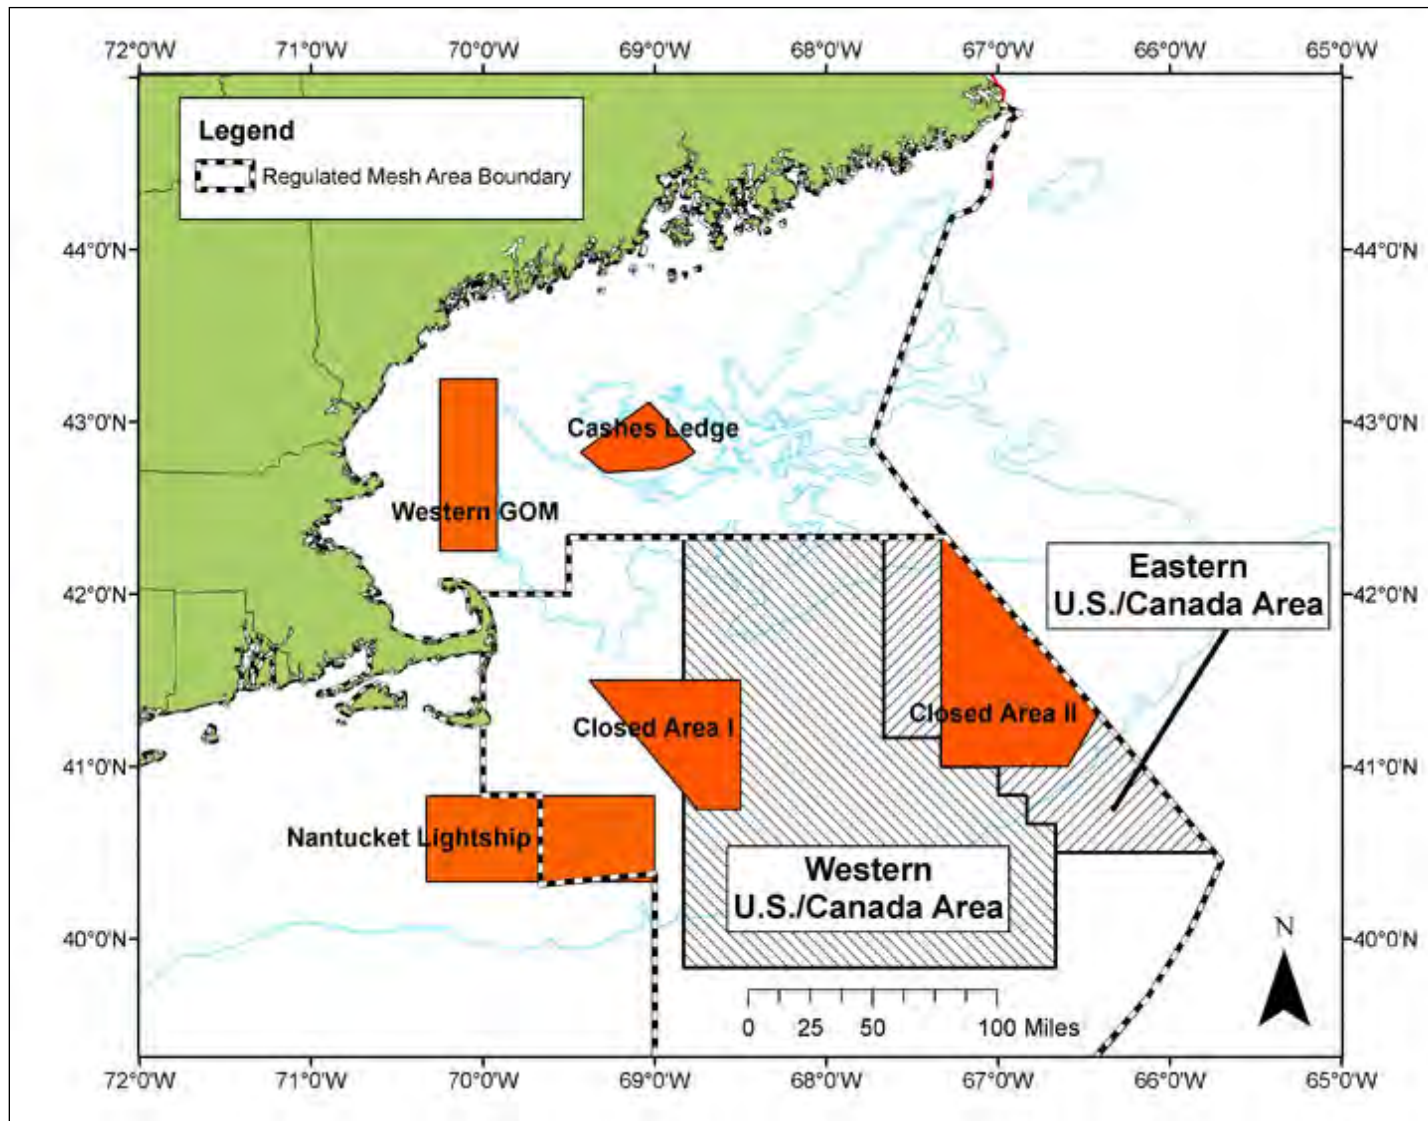 72°0'0"W 71°0'W 70°0'W 69°0'W 68°0'W 67°0'W 66°0'W 65°0'W
Legend
Regulated Mesh Area Boundary
44°0'N 44°0'N
43°0'N 43°0'N
Cashes Ledge
Western GOM
42°0'N 42°0'N
Eastern
U.S./Canada Area
Closed Area I
Closed Area II
41°0'N 41°0'N
Nantucket Lightship
Western
U.S./Canada Area
40°0'N 40°0'N
N
0 25 50 100 Miles
72°0'W 71°0'W 70°0'W 69°0'W 68°0'W 67°0'W 66°0'W 65°0'W